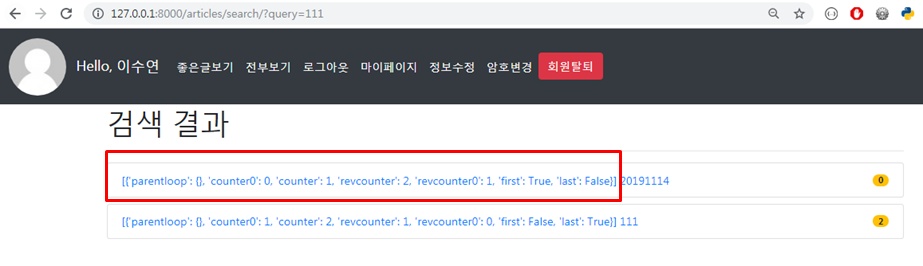 127.0.0.1:8000/articles/search/?query=111
Hello, 이수연 좋은글보기 전부보기 로그아웃 마이페이지 정보수정 암호변경 회원탈퇴
검색 결과
[{'parentloop': {}, 'counter0': 0, 'counter': 1, 'revcounter': 2, 'revcounter0': 1, 'first': True, 'last': False}] 20191114 0
[{'parentloop': {}, 'counter0': 1, 'counter': 2, 'revcounter': 1, 'revcounter0': 0, 'first': False, 'last': True}] 111 2